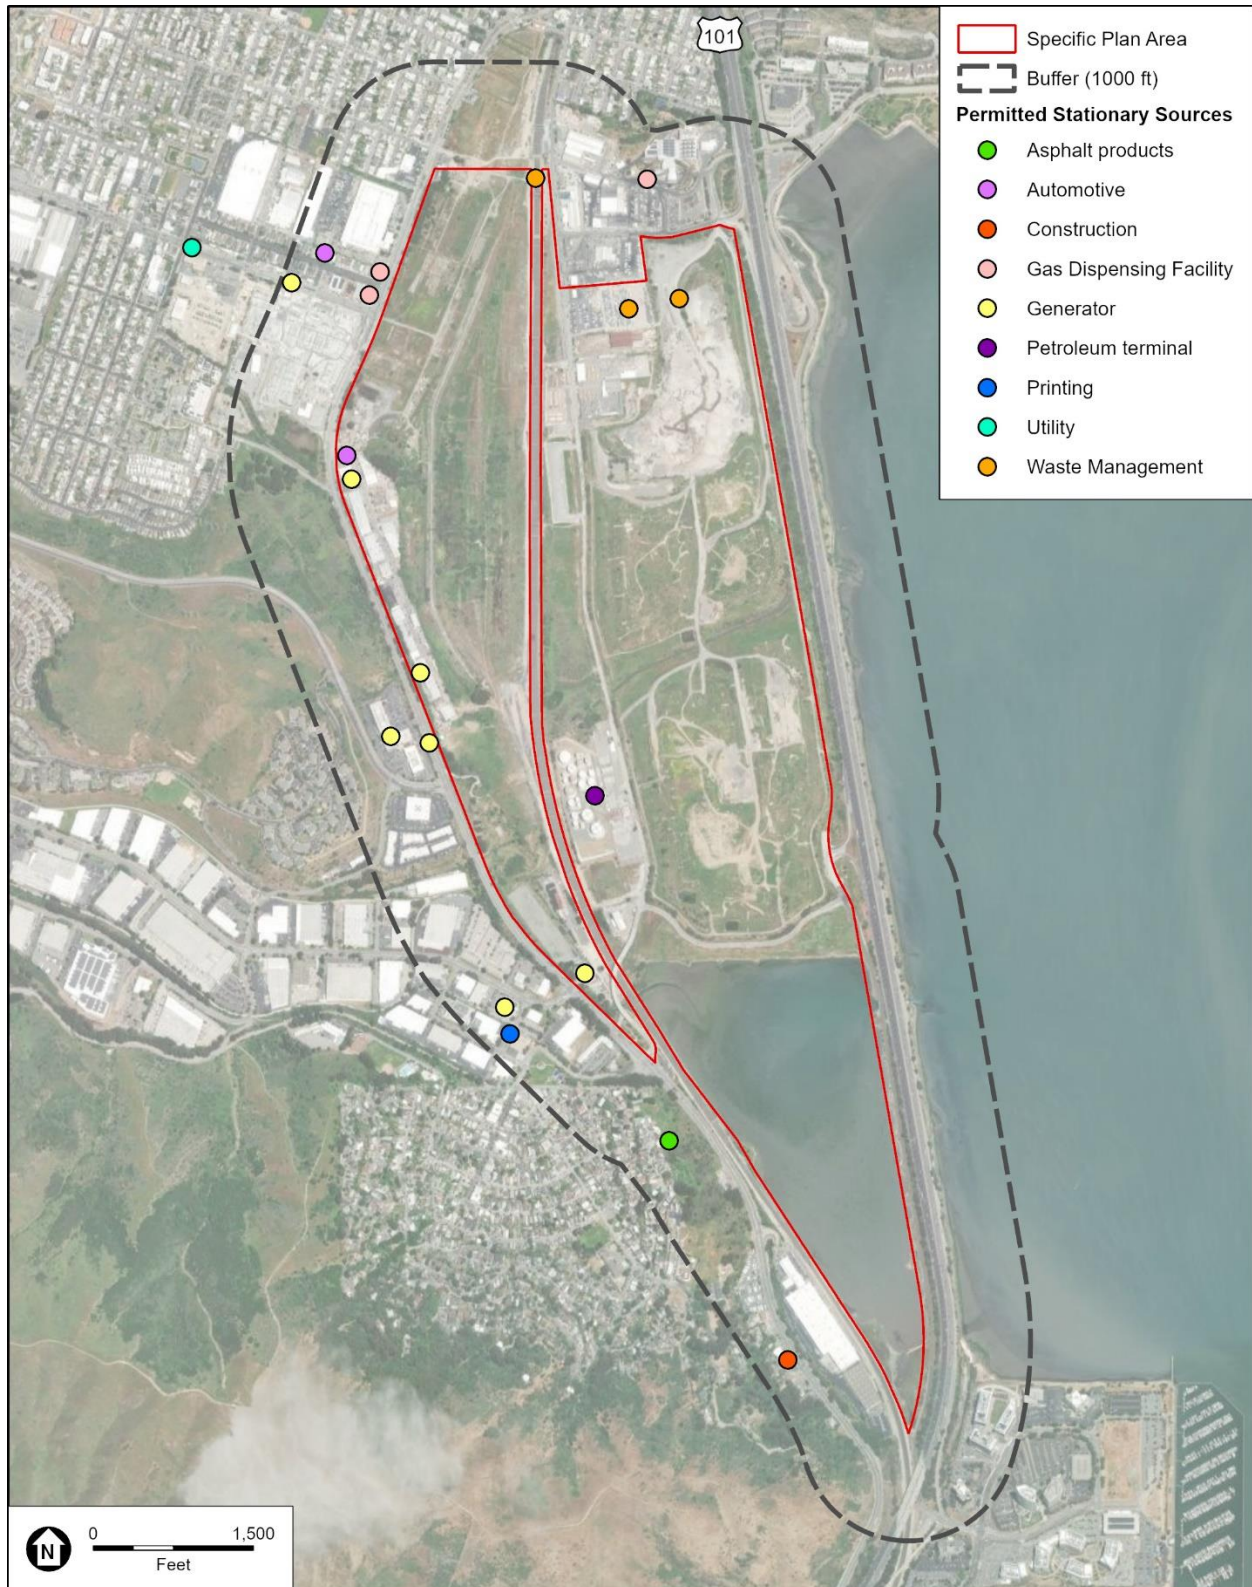 101
Specific Plan Area
Buffer (1000 ft)
Permitted Stationary Sources
Asphalt products
Automotive
Construction
Gas Dispensing Facility
Generator
Petroleum terminal
Printing
Utility
Waste Management
N
0 1,500
Feet